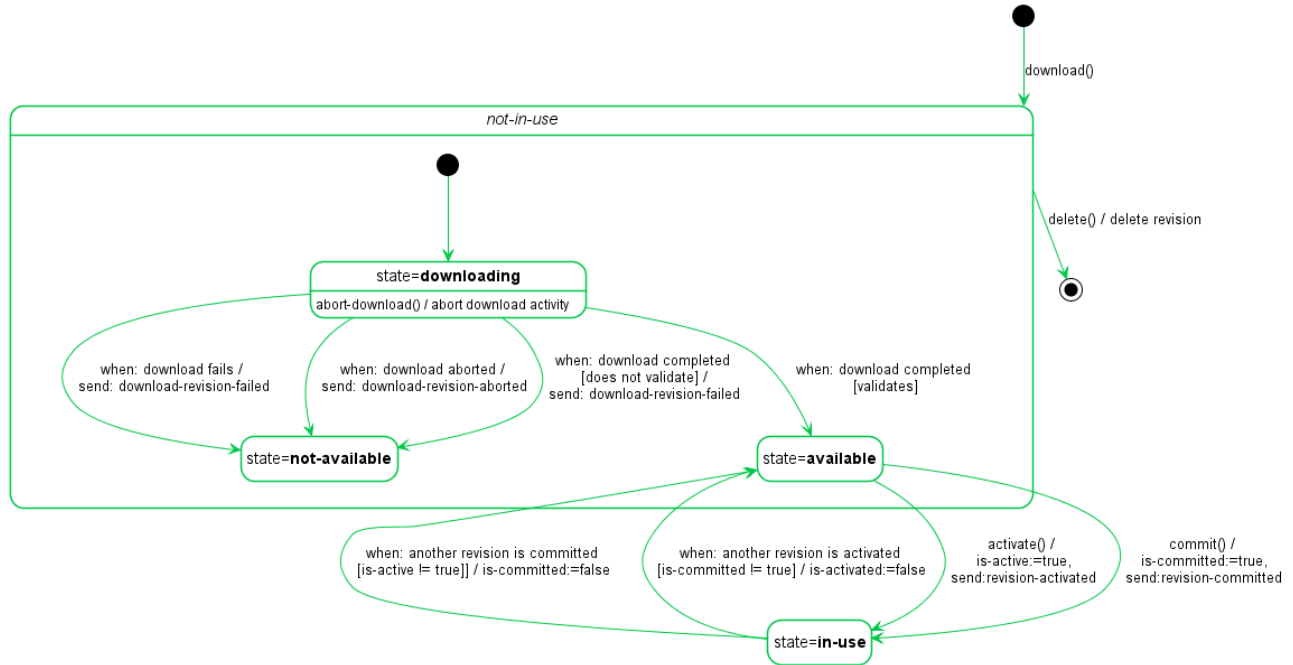 download()
not-in-use
delete() / delete revision
state=downloading
abort-download() / abort download activity
when: download fails /
send: download-revision-failed
when: download aborted /
send: download-revision-aborted
when: download completed
[does not validate] /
send: download-revision-failed
when: download completed
[validates]
state=not-available
state=available
when: another revision is committed
[is-active != true]] / is-committed:=false
when: another revision is activated
[is-committed != true] / is-activated:=false
activate() /
is-active:=true,
send:revision-activated
commit() /
is-committed:=true,
send:revision-committed
state=in-use